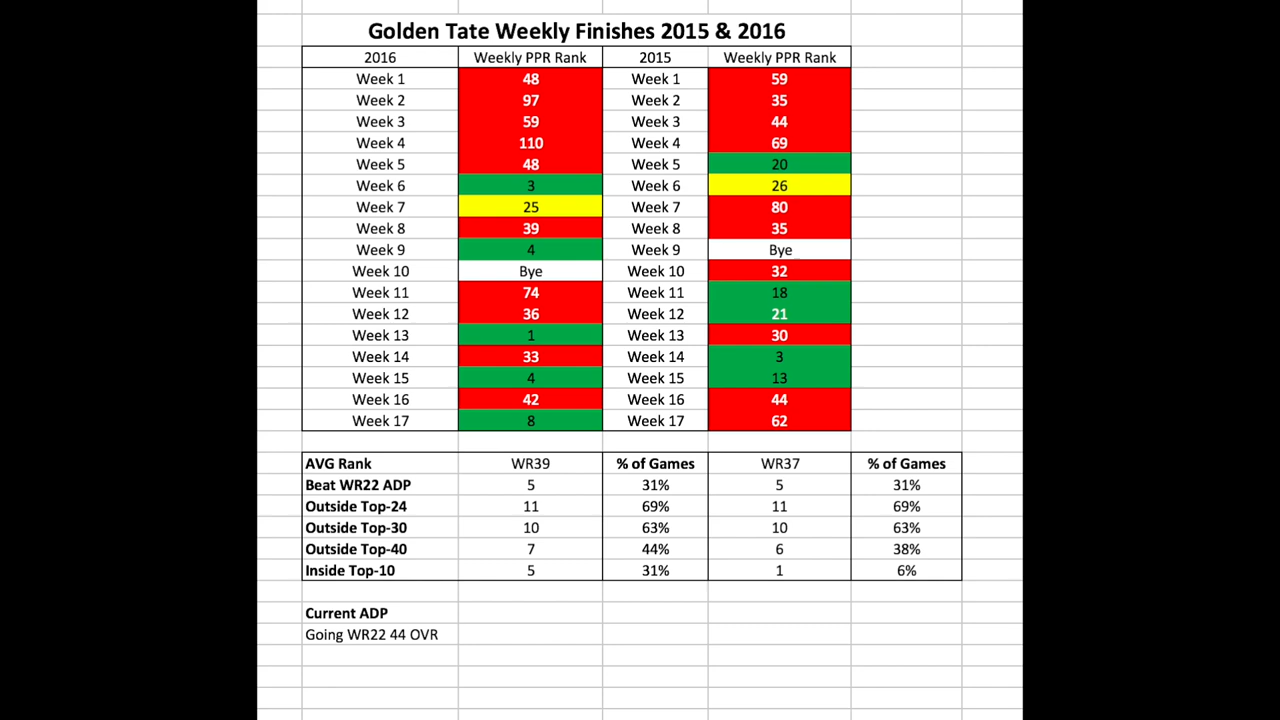 Golden Tate Weekly Finishes 2015 & 2016
2016 Weekly PPR Rank 2015 Weekly PPR Rank
Week 1 48 Week 1 59
Week 2 97 Week 2 35
Week 3 59 Week 3 44
Week 4 110 Week 4 69
Week 5 48 Week 5 20
Week 6 3 Week 6 26
Week 7 25 Week 7 80
Week 8 39 Week 8 35
Week 9 4 Week 9 Bye
Week 10 Bye Week 10 32
Week 11 74 Week 11 18
Week 12 36 Week 12 21
Week 13 1 Week 13 30
Week 14 33 Week 14 3
Week 15 4 Week 15 13
Week 16 42 Week 16 44
Week 17 8 Week 17 62
AVG Rank WR39 % of Games WR37 % of Games
Beat WR22 ADP 5 31% 5 31%
Outside Top-24 11 69% 11 69%
Outside Top-30 10 63% 10 63%
Outside Top-40 7 44% 6 38%
Inside Top-10 5 31% 1 6%
Current ADP
Going WR22 44 OVR